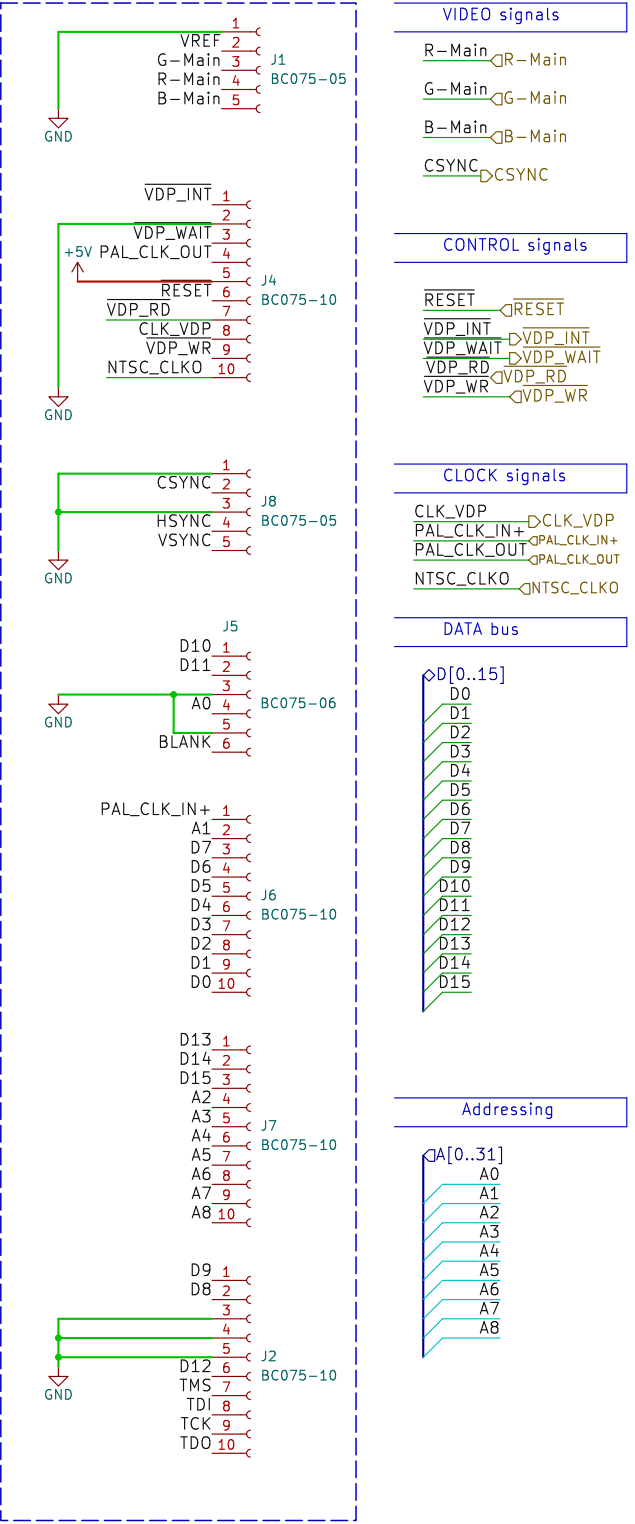 1
VREF 2
G-Main 3
R-Main 4
B-Main 5
J1
BC075-05
GND
VDP_INT 1
2
VDP_WAIT 3
PAL_CLK_OUT 4
+5V
5
RESET 6
VDP_RD 7
CLK_VDP 8
VDP_WR 9
NTSC_CLKO 10
J4
BC075-10
GND
1
CSYNC 2
3
HSYNC 4
VSYNC 5
J8
BC075-05
GND
J5
D10 1
D11 2
3
A0 4
5
BLANK 6
BC075-06
GND
PAL_CLK_IN+ 1
A1 2
D7 3
D6 4
D5 5
D4 6
D3 7
D2 8
D1 9
D0 10
J6
BC075-10
D13 1
D14 2
D15 3
A2 4
A3 5
A4 6
A5 7
A6 8
A7 9
A8 10
J7
BC075-10
D9 1
D8 2
3
4
5
D12 6
TMS 7
TDI 8
TCK 9
TDO 10
J2
BC075-10
GND
VIDEO signals
R-Main R-Main
G-Main G-Main
B-Main B-Main
CSYNC CSYNC
CONTROL signals
RESET RESET
VDP_INT VDP_INT
VDP_WAIT VDP_WAIT
VDP_RD VDP_RD
VDP_WR VDP_WR
CLOCK signals
CLK_VDP CLK_VDP
PAL_CLK_IN+ PAL_CLK_IN+
PAL_CLK_OUT PAL_CLK_OUT
NTSC_CLKO NTSC_CLKO
DATA bus
D[0..15]
D0
D1
D2
D3
D4
D5
D6
D7
D8
D9
D10
D11
D12
D13
D14
D15
Addressing
A[0..31]
A0
A1
A2
A3
A4
A5
A6
A7
A8